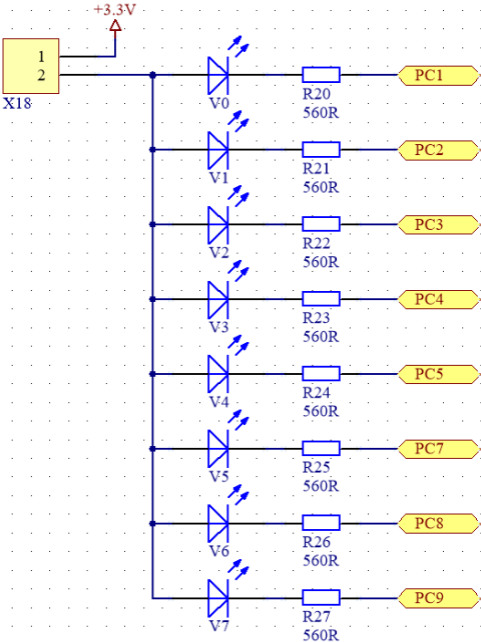 +3.3V
1
2
X18
V0
R20
560R
PC1
V1
R21
560R
PC2
V2
R22
560R
PC3
V3
R23
560R
PC4
V4
R24
560R
PC5
V5
R25
560R
PC7
V6
R26
560R
PC8
V7
R27
560R
PC9